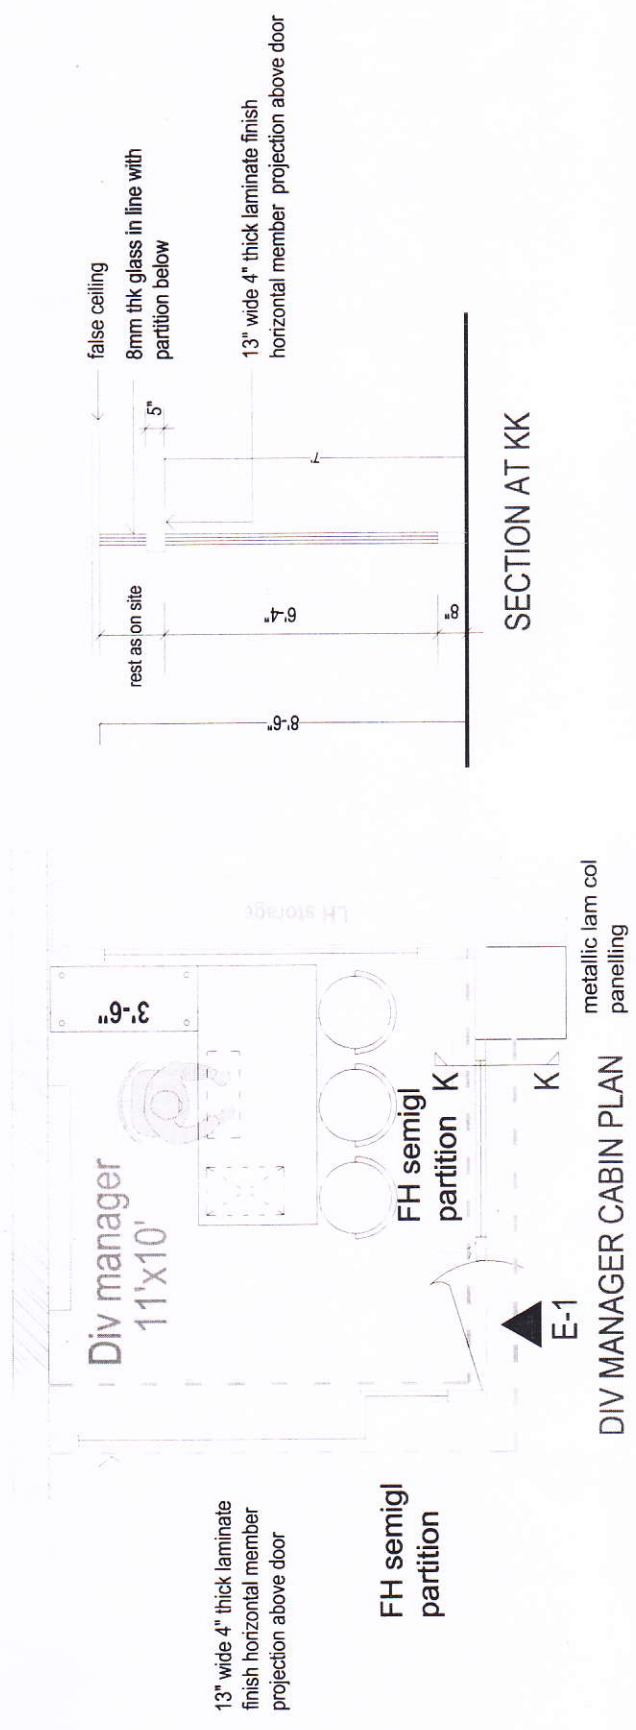 false ceiling
8mm thk glass in line with
partition below
5"
13" wide 4" thick laminate finish
horizontal member projection above door
7'
rest as on site
6'-4"
8"
8'-6"
SECTION AT KK
LH storage
3'-6"
Div manager
11'x10'
FH semigl
partition
K
K
metallic lam col
panelling
E-1
DIV MANAGER CABIN PLAN
13" wide 4" thick laminate
finish horizontal member
projection above door
FH semigl
partition